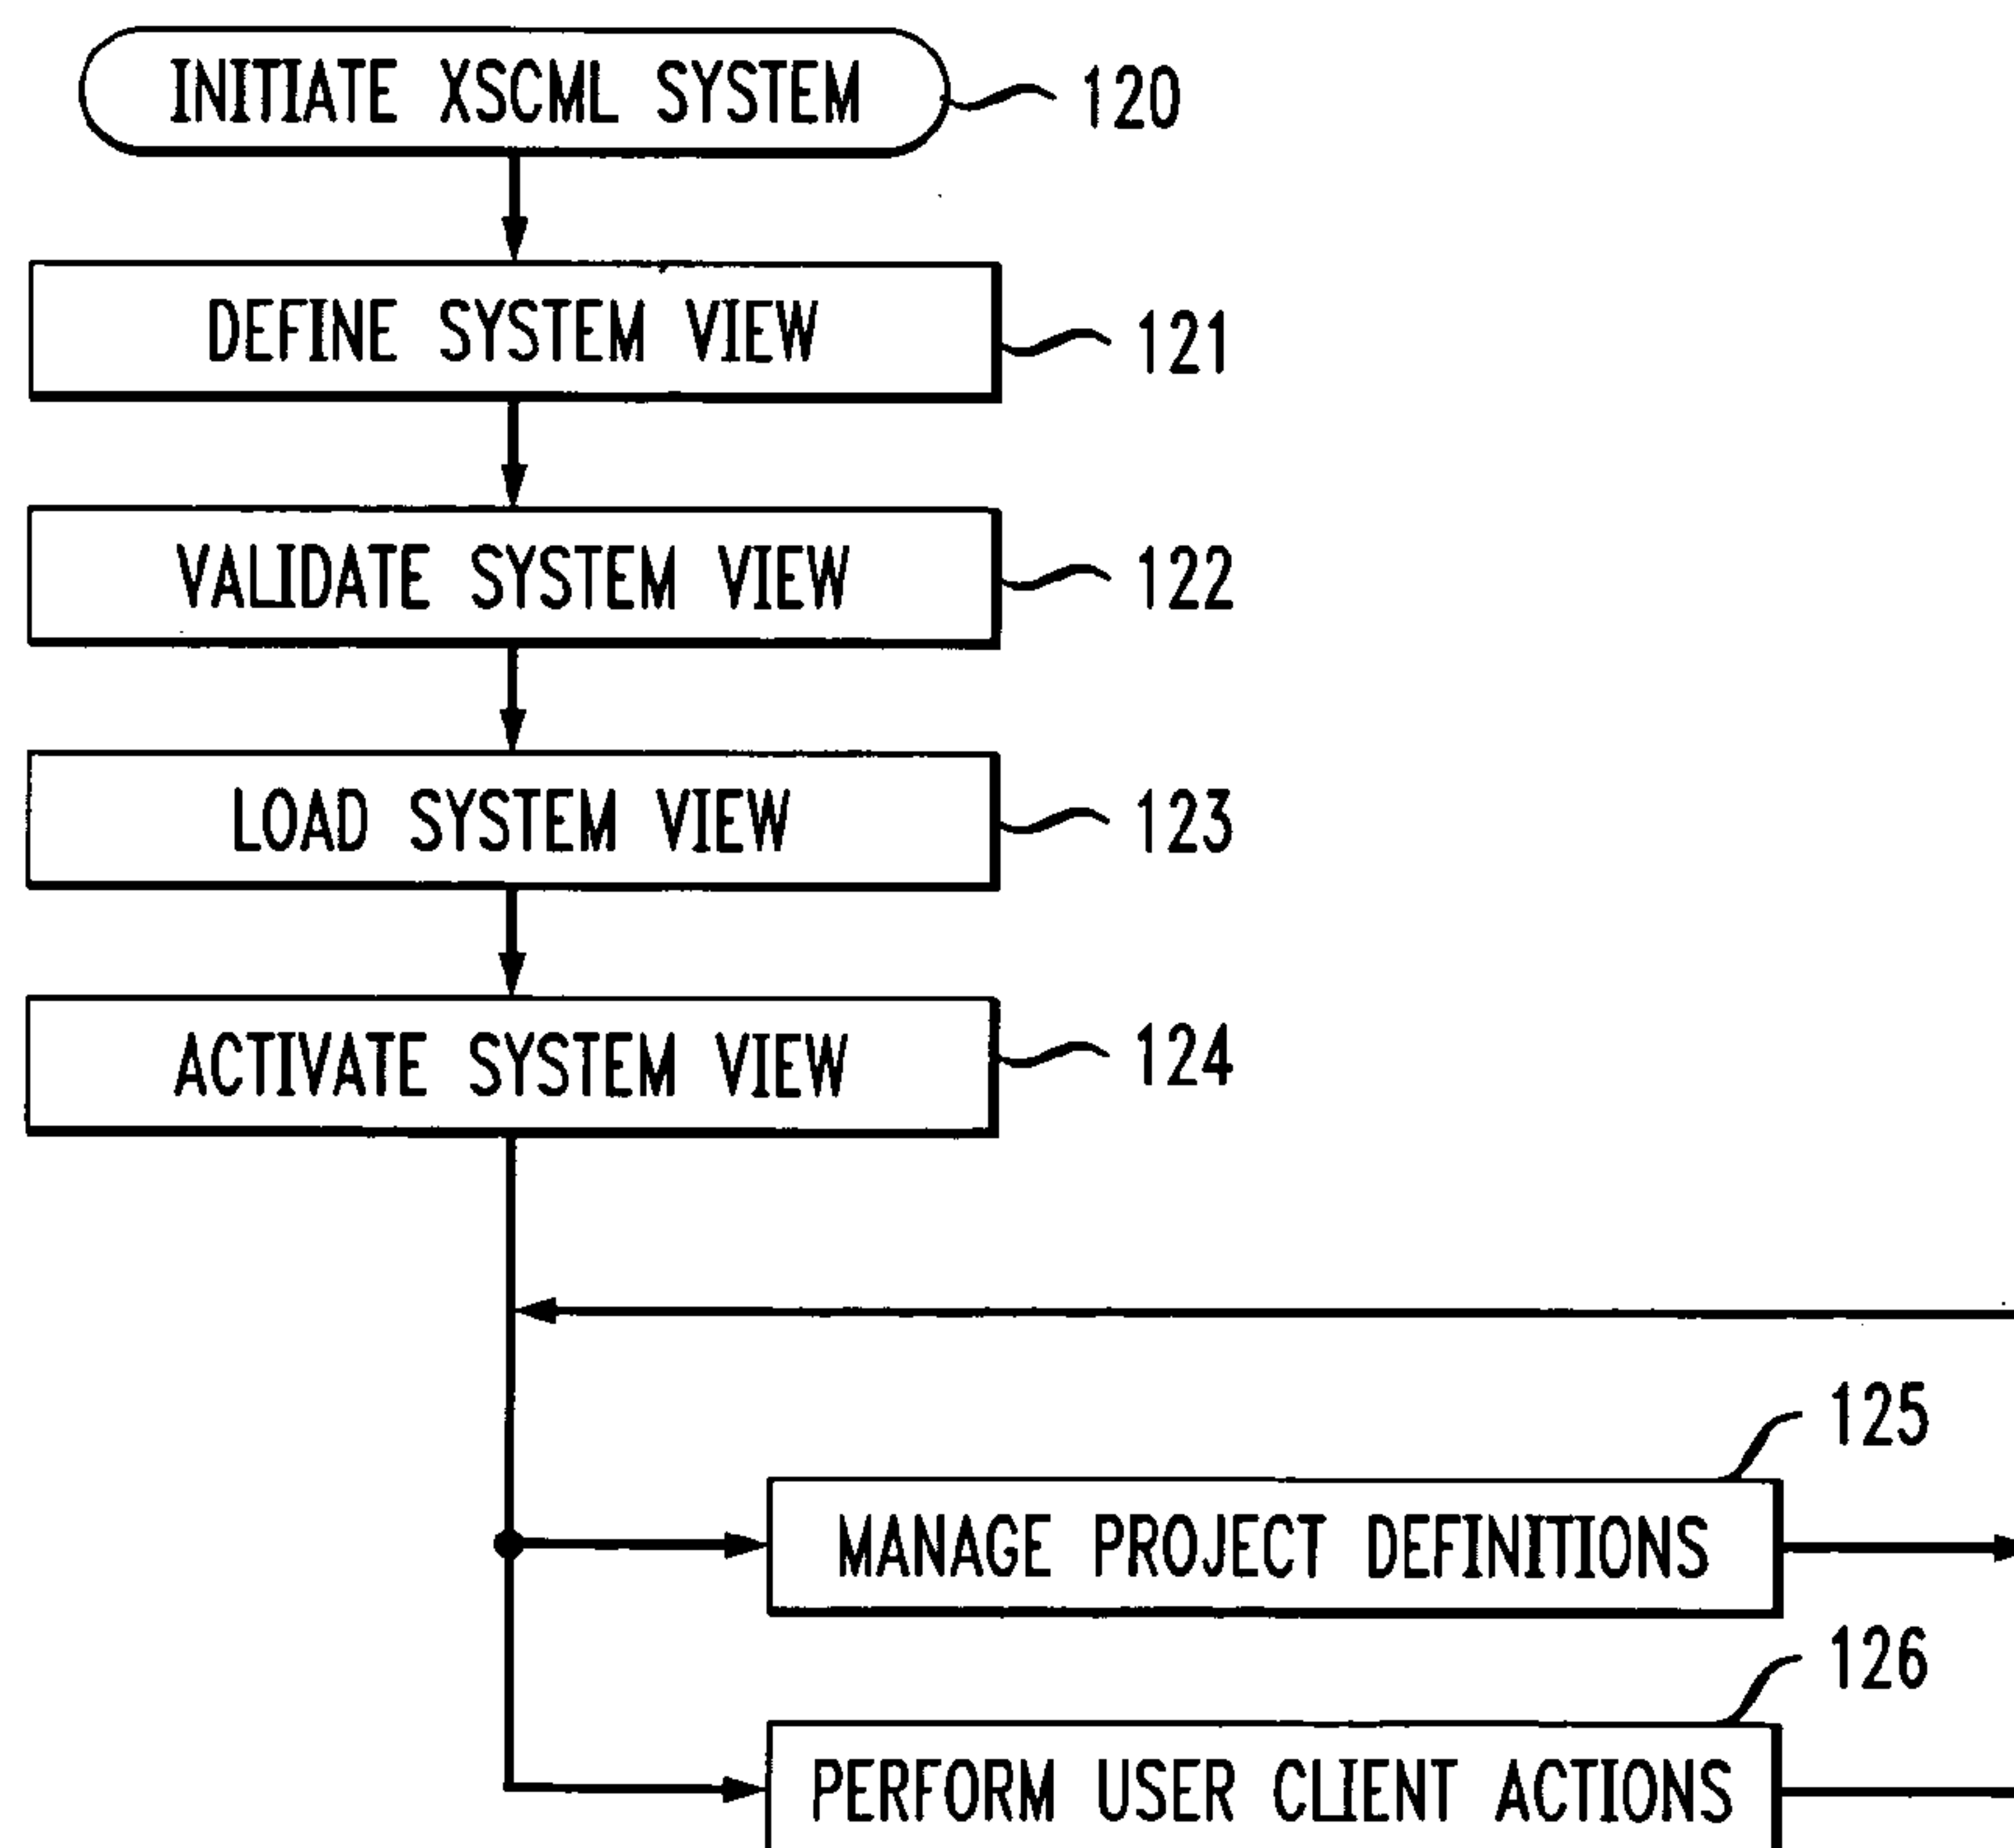 INITIATE XSCML SYSTEM
120
DEFINE SYSTEM VIEW
121
VALIDATE SYSTEM VIEW
122
LOAD SYSTEM VIEW
123
ACTIVATE SYSTEM VIEW
124
125
MANAGE PROJECT DEFINITIONS
126
PERFORM USER CLIENT ACTIONS